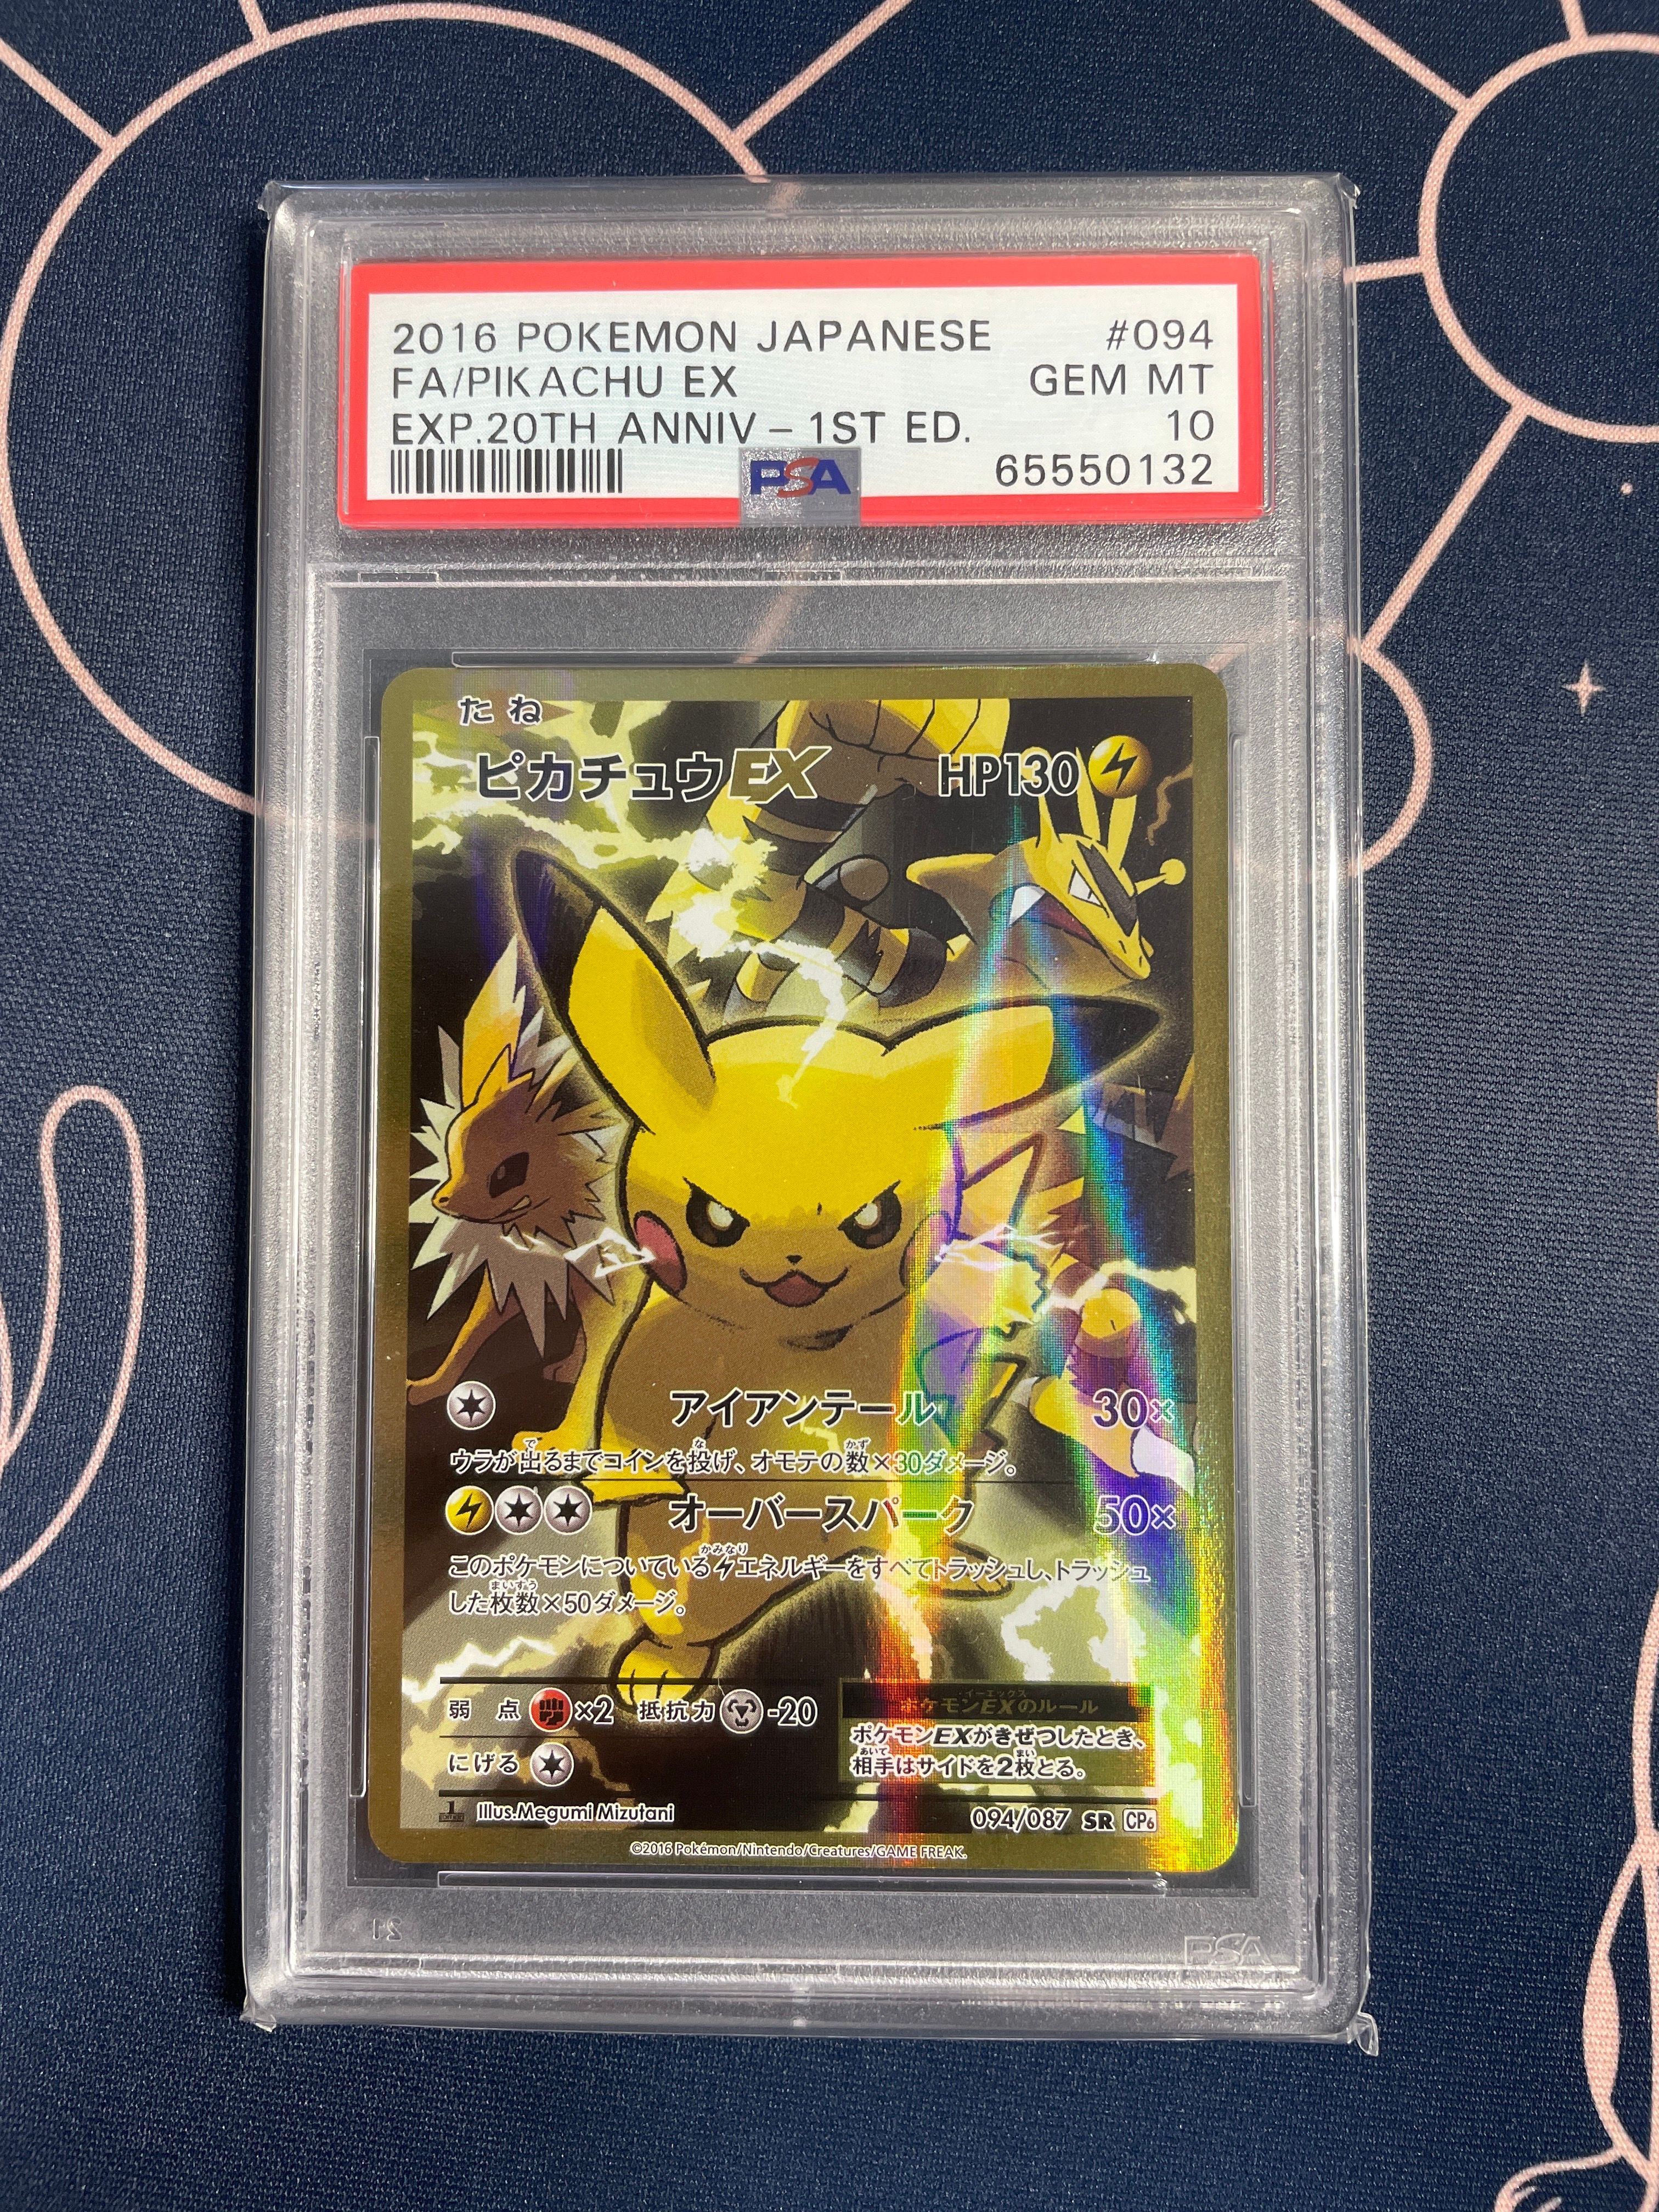 2016 POKEMON JAPANESE #094
FA/PIKACHU EX GEM MT
EXP.20TH ANNIV – 1ST ED. 10
PSA 65550132
たね
ピカチュウEX HP130
アイアンテール 30×
ウラが出るまでコインを投げ、オモテの数×30ダメージ。
オーバースパーク 50×
このポケモンについているエネルギーをすべてトラッシュし、トラッシュ
した枚数×50ダメージ。
弱点 ×2 抵抗力 -20
にげる
ポケモンEXのルール
ポケモンEXがきぜつしたとき、
相手はサイドを2枚とる。
1 Illus.Megumi Mizutani 094/087 SR CP6
©2016 Pokémon/Nintendo/Creatures/GAME FREAK.
PSA